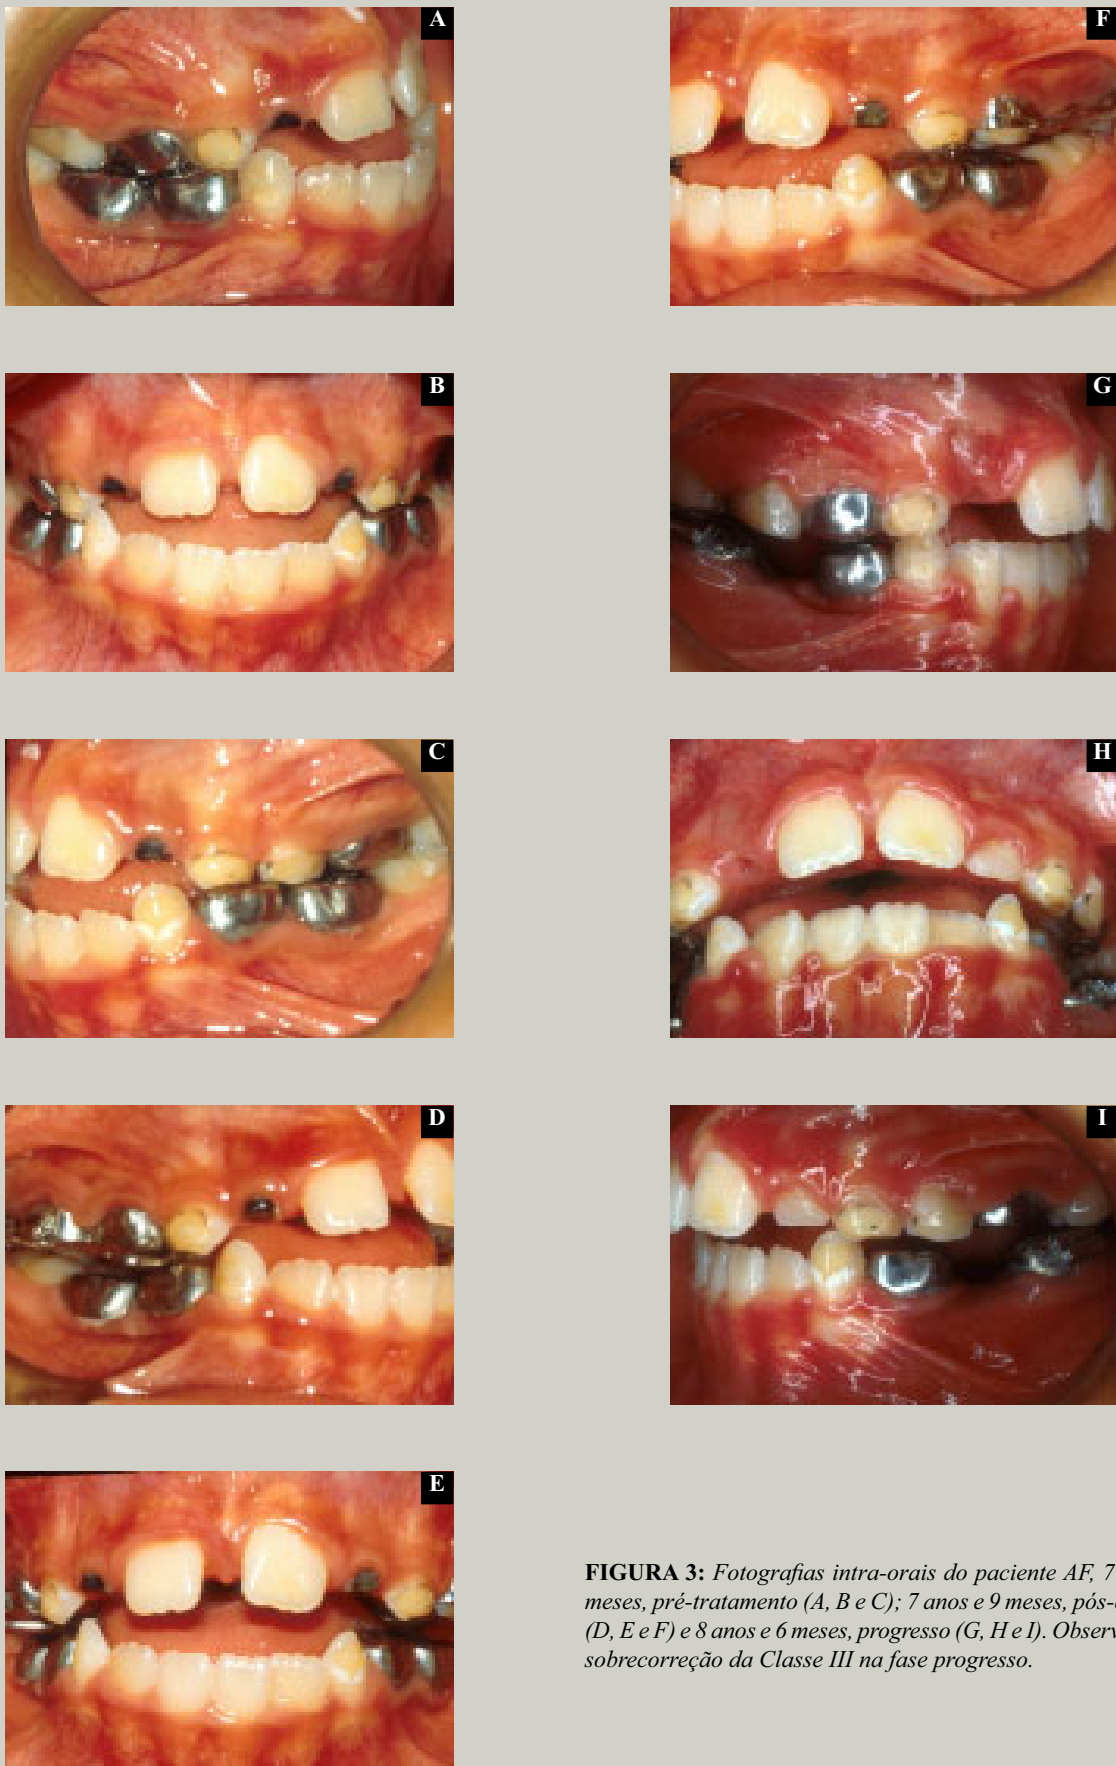 A
F
B
G
C
H
D
I
E
FIGURA 3: Fotografias intra-orais do paciente AF, 7
meses, pré-tratamento (A, B e C); 7 anos e 9 meses, pós-
(D, E e F) e 8 anos e 6 meses, progresso (G, H e I). Observ
sobrecorreção da Classe III na fase progresso.